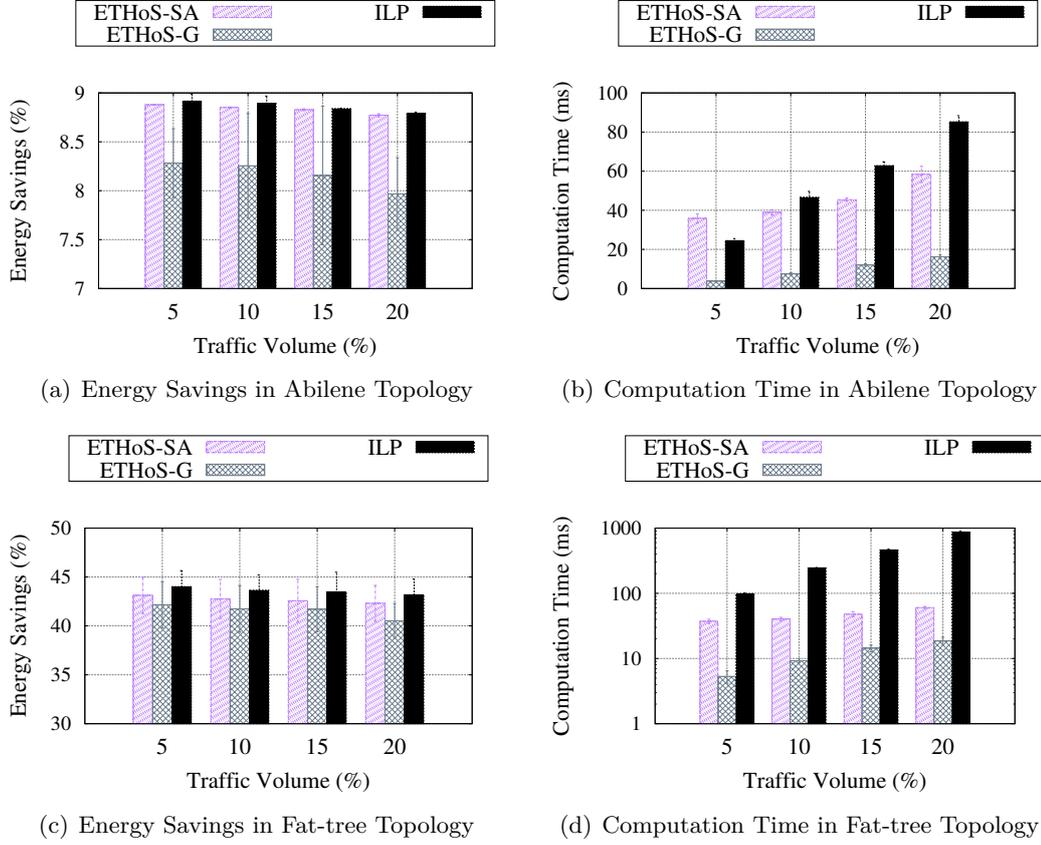 ETHoS-SA ILP
ETHoS-G
Energy Savings (%)
9
8.5
8
7.5
7
5 10 15 20
Traffic Volume (%)
(a) Energy Savings in Abilene Topology
ETHoS-SA ILP
ETHoS-G
Computation Time (ms)
100
80
60
40
20
0
5 10 15 20
Traffic Volume (%)
(b) Computation Time in Abilene Topology
ETHoS-SA ILP
ETHoS-G
Energy Savings (%)
50
45
40
35
30
5 10 15 20
Traffic Volume (%)
(c) Energy Savings in Fat-tree Topology
ETHoS-SA ILP
ETHoS-G
Computation Time (ms)
1000
100
10
1
5 10 15 20
Traffic Volume (%)
(d) Computation Time in Fat-tree Topology